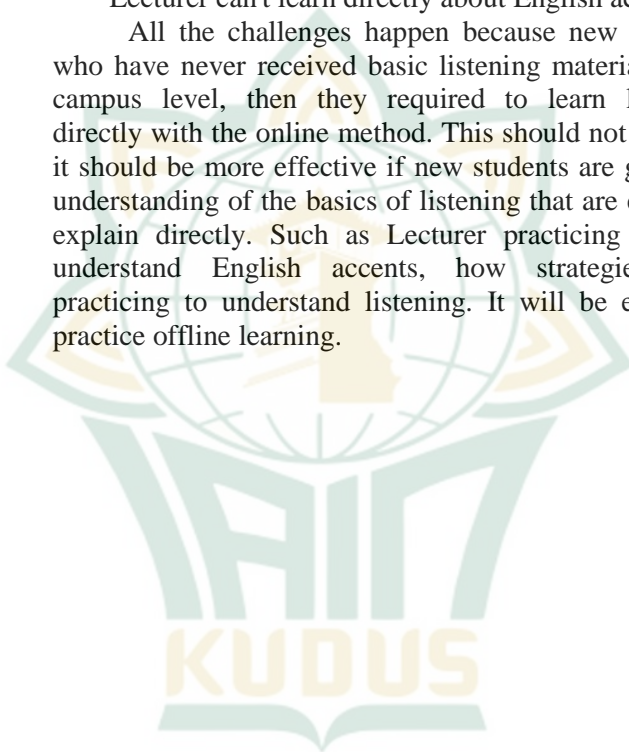 Lecturer can't learn directly about English
All the challenges happen because new
who have never received basic listening
campus level, then they required to learn
directly with the online method. This should not
it should be more effective if new students are
understanding of the basics of listening that are
explain directly. Such as Lecturer practicing
understand English accents, how
practicing to understand listening. It will be
practice offline learning.
IAIN
KUDUS